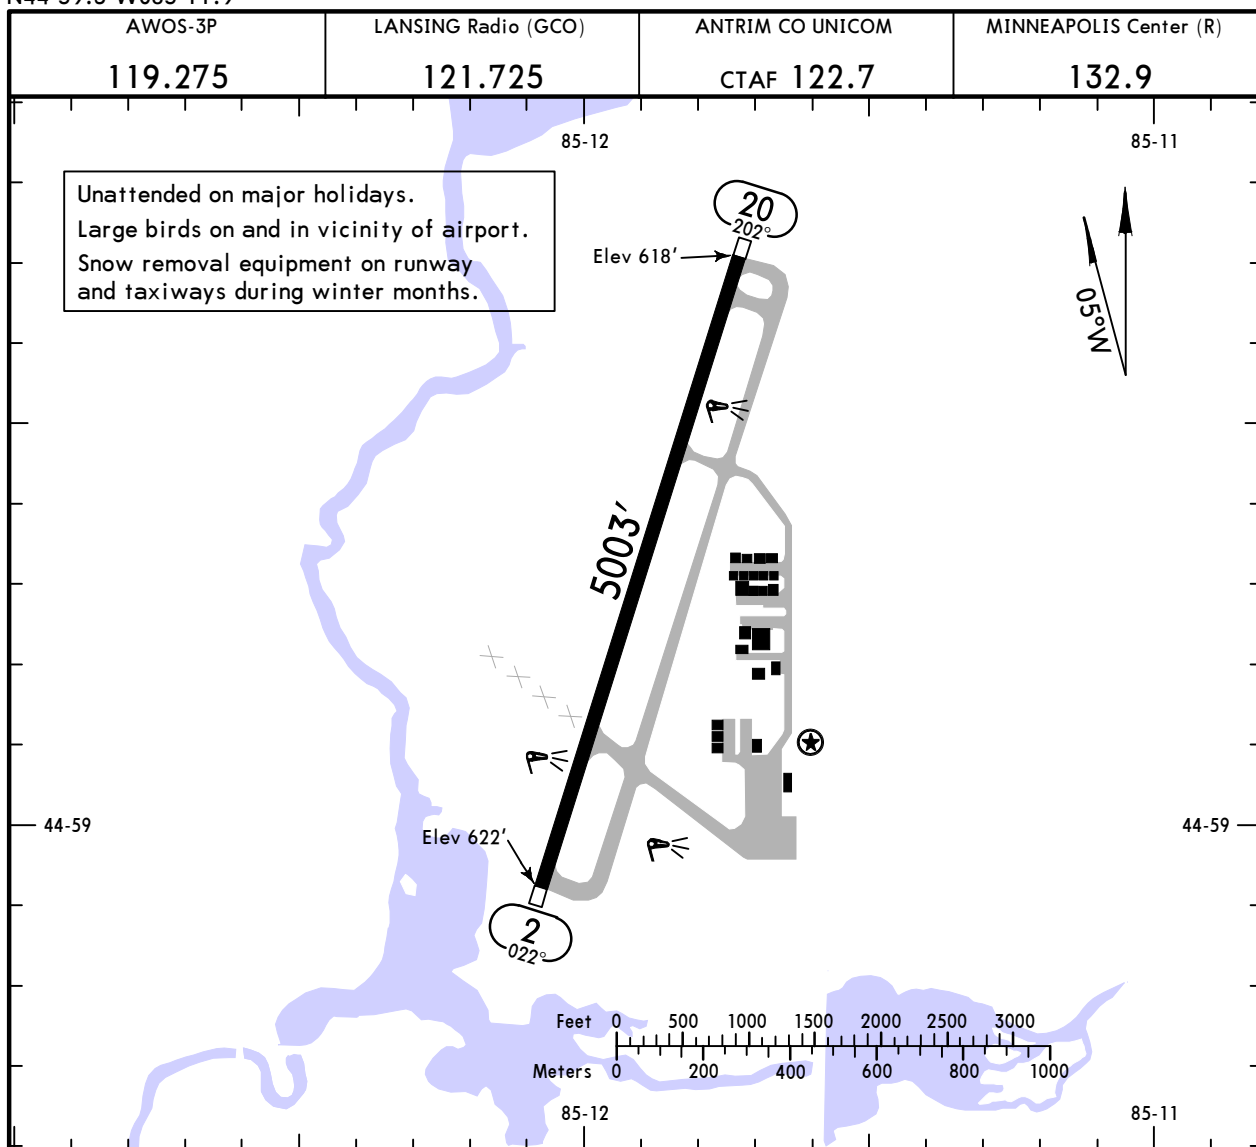 AWOS-3P
119.275
LANSING Radio (GCO)
121.725
ANTRIM CO UNICOM
CTAF 122.7
MINNEAPOLIS Center (R)
132.9
85-12
85-11
Unattended on major holidays.
Large birds on and in vicinity of airport.
Snow removal equipment on runway
and taxiways during winter months.
20
202°
Elev 618'
05°W
5003'
44-59
44-59
Elev 622'
2
022°
Feet 0 500 1000 1500 2000 2500 3000
Meters 0 200 400 600 800 1000
85-12
85-11